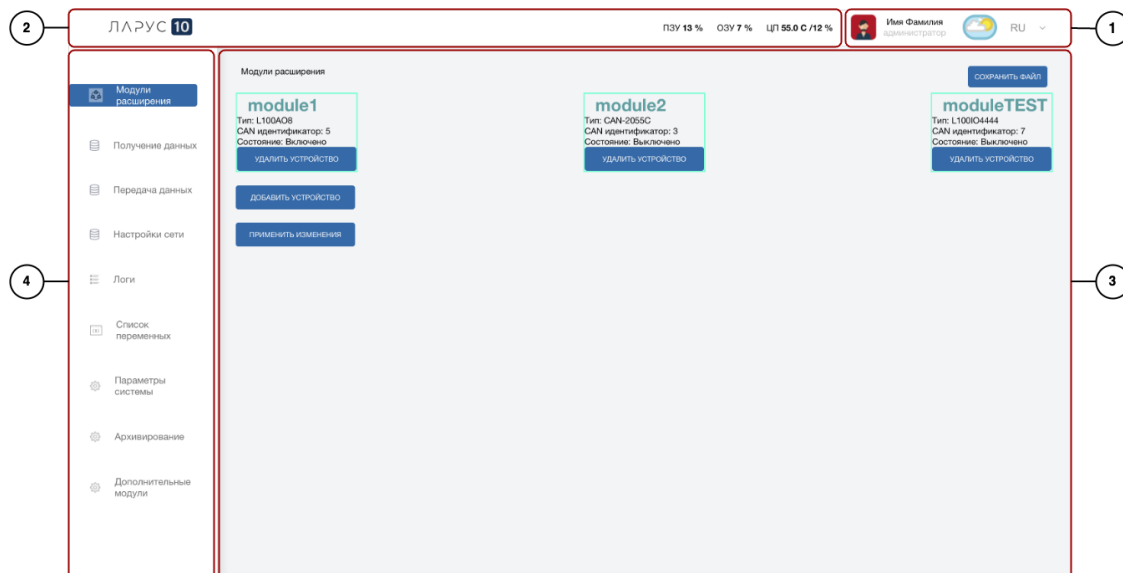 2
ЛАРУС 10
ПЗУ 13 % ОЗУ 7 % ЦП 55.0 С /12 %
Имя Фамилия
администратор
RU
1
Модули расширения
СОХРАНИТЬ ФАЙЛ
module1
Тип: L100AO8
CAN идентификатор: 5
Состояние: Включено
УДАЛИТЬ УСТРОЙСТВО
module2
Тип: CAN-2055C
CAN идентификатор: 3
Состояние: Выключено
УДАЛИТЬ УСТРОЙСТВО
moduleTEST
Тип: L100IO4444
CAN идентификатор: 7
Состояние: Выключено
УДАЛИТЬ УСТРОЙСТВО
ДОБАВИТЬ УСТРОЙСТВО
ПРИМЕНИТЬ ИЗМЕНЕНИЯ
3
4
Модули
расширения
Получение данных
Передача данных
Настройки сети
Логи
Список
переменных
Параметры
системы
Архивирование
Дополнительные
модули